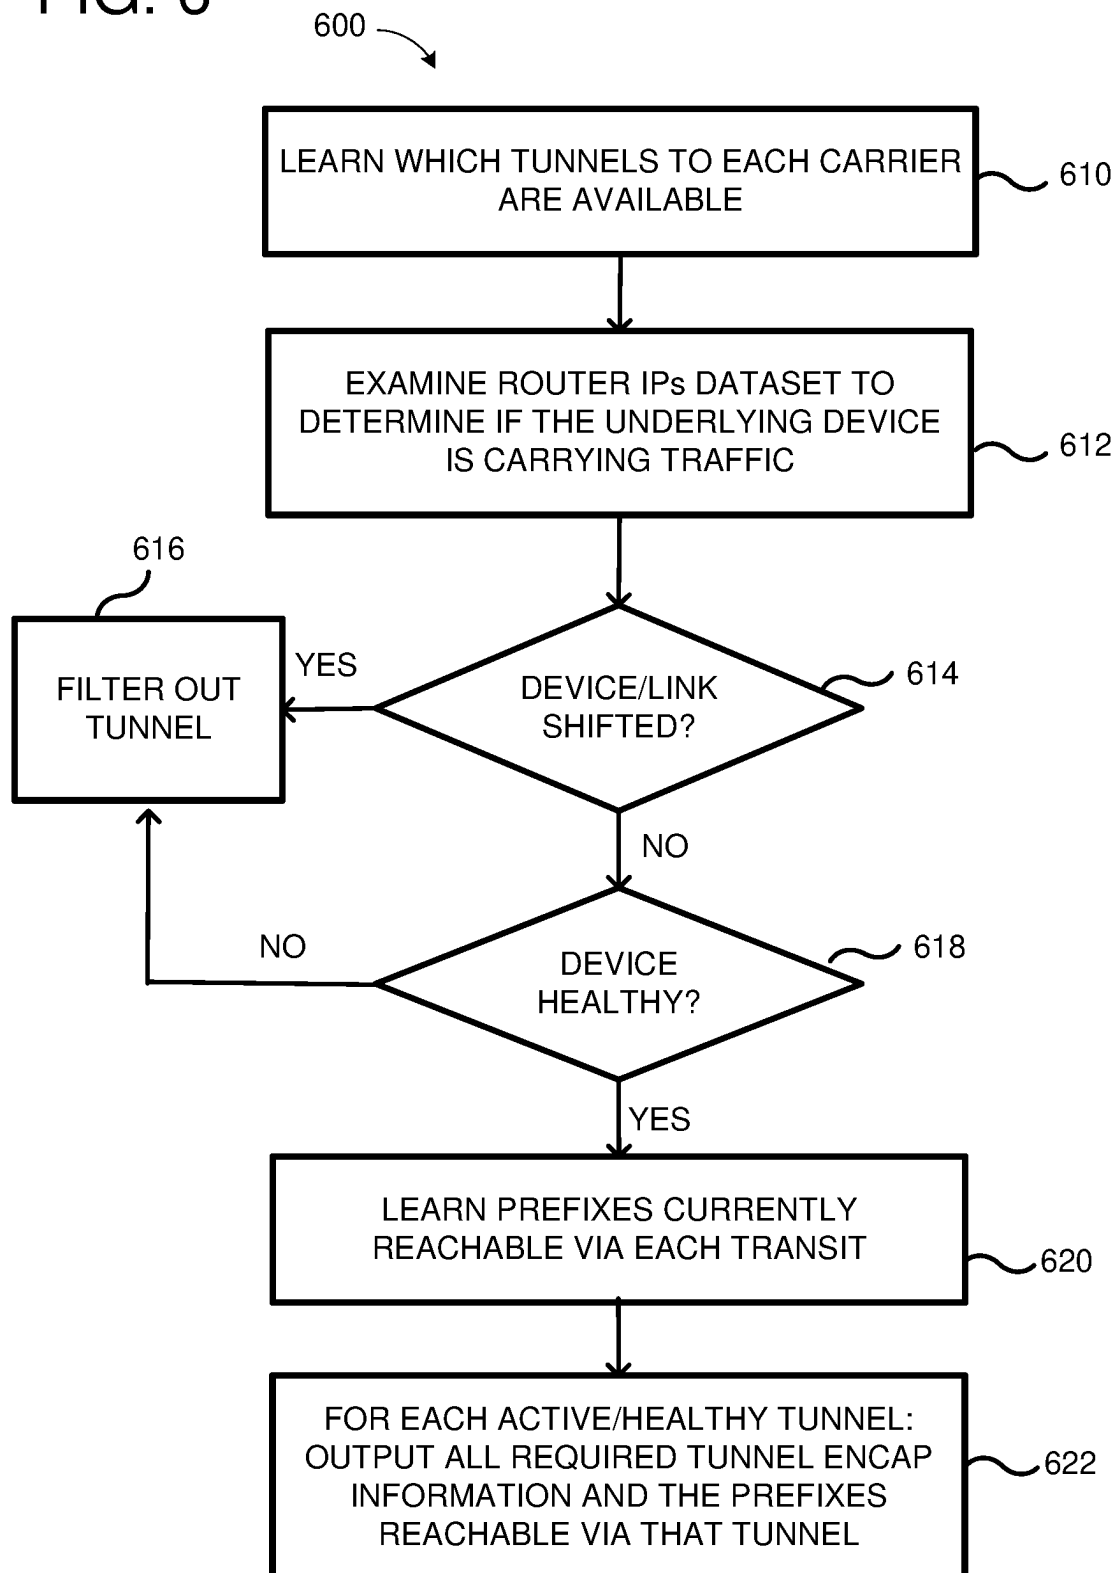 FIG. 6
600
LEARN WHICH TUNNELS TO EACH CARRIER
ARE AVAILABLE
610
EXAMINE ROUTER IPs DATASET TO
DETERMINE IF THE UNDERLYING DEVICE
IS CARRYING TRAFFIC
612
616
FILTER OUT
TUNNEL
YES
DEVICE/LINK
SHIFTED?
614
NO
NO
DEVICE
HEALTHY?
618
YES
LEARN PREFIXES CURRENTLY
REACHABLE VIA EACH TRANSIT
620
FOR EACH ACTIVE/HEALTHY TUNNEL:
OUTPUT ALL REQUIRED TUNNEL ENCAP
INFORMATION AND THE PREFIXES
REACHABLE VIA THAT TUNNEL
622